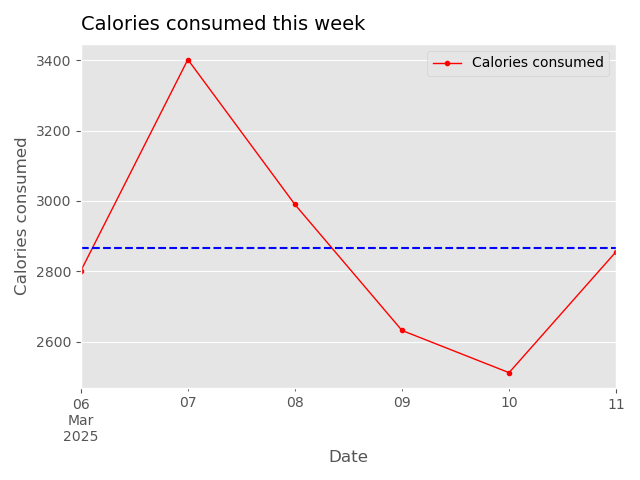 Calories consumed this week
Calories consumed
3400
3200
3000
2800
2600
Calories consumed
06
Mar
2025
07
08
09
10
11
Date